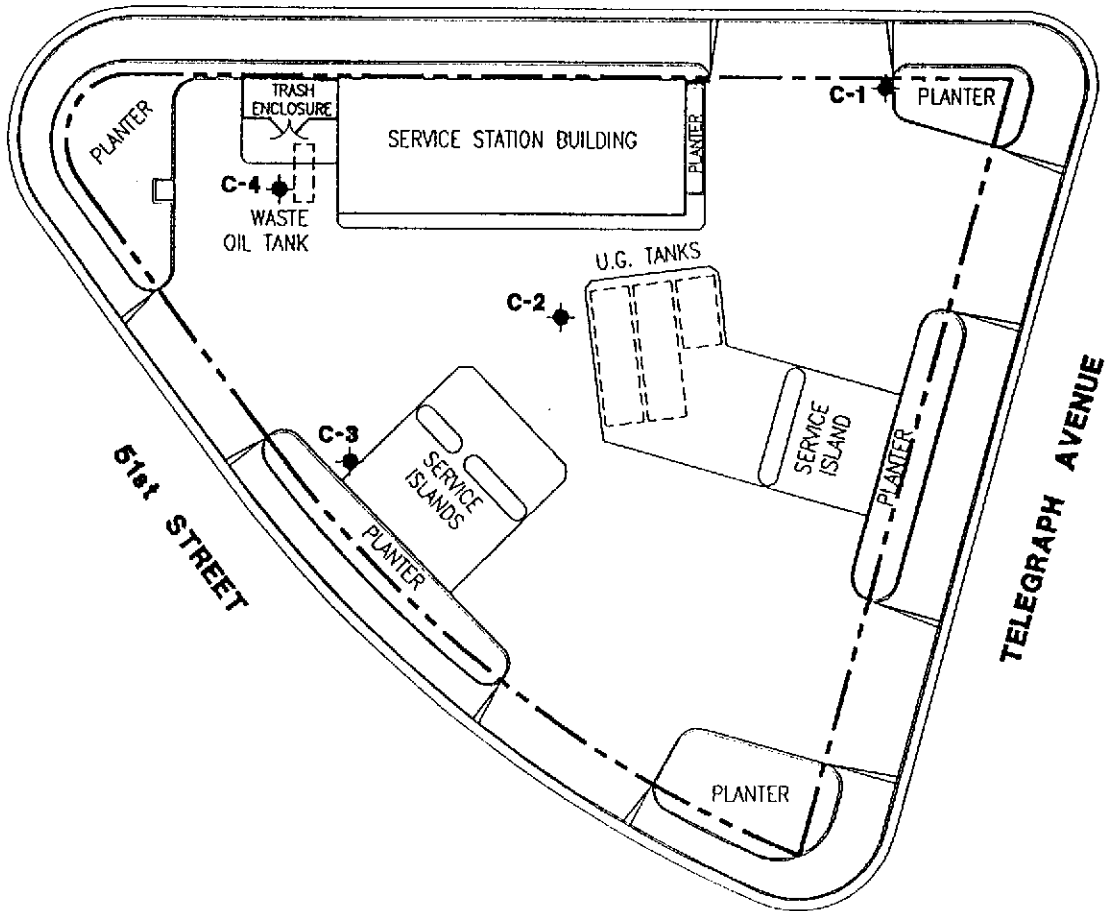 TRASH
ENCLOSURE
C-1
PLANTER
PLANTER
SERVICE STATION BUILDING
PLANTER
C-4
WASTE
OIL TANK
U.G. TANKS
C-2
C-3
SERVICE
ISLANDS
SERVICE
ISLAND
PLANTER
PLANTER
51st STREET
TELEGRAPH AVENUE
PLANTER